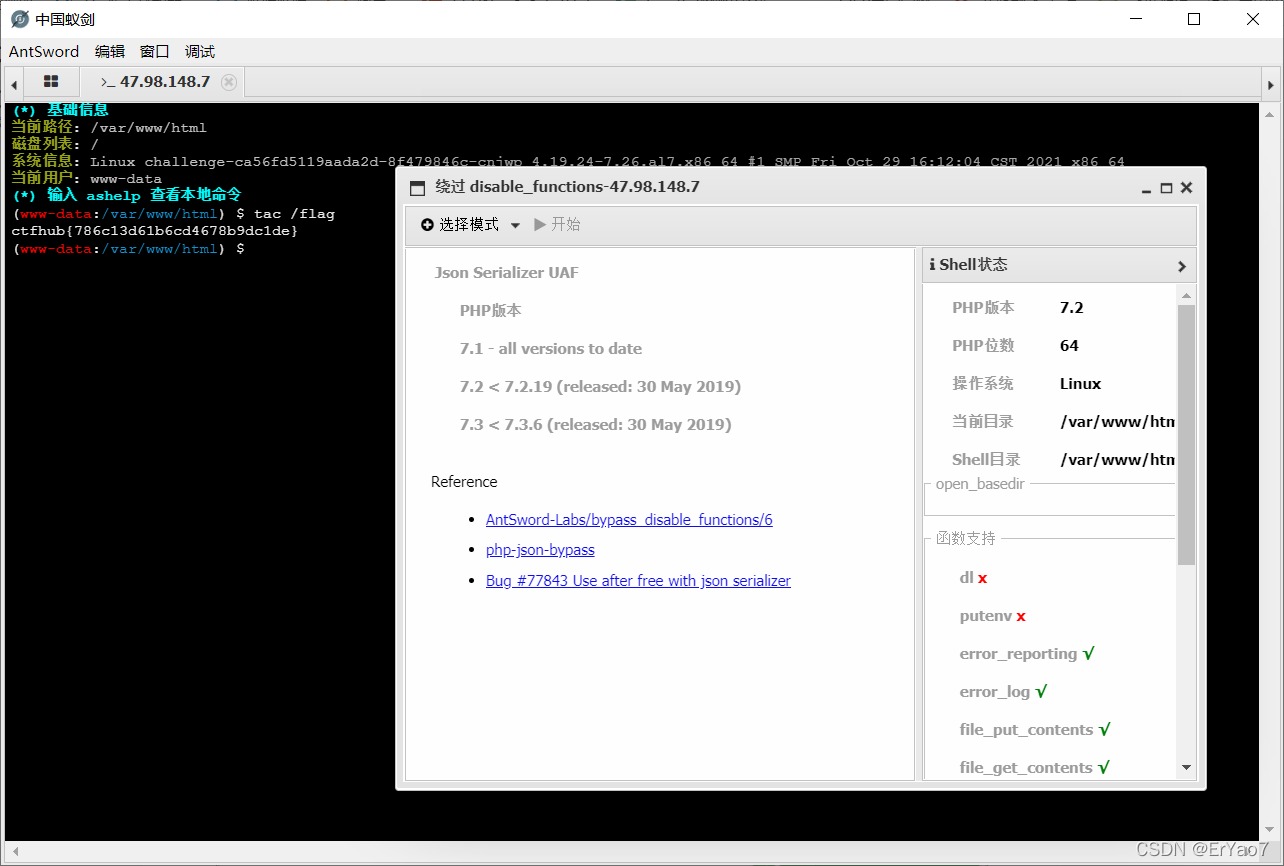 中国蚁剑
AntSword 编辑 窗口 调试
>_ 47.98.148.7
(*) 基础信息
当前路径: /var/www/html
磁盘列表: /
系统信息: Linux challenge-ca56fd5119aada2d-8f479846c-cnjwp 4.19.24-7.26.al7.x86_64 #1 SMP Fri Oct 29 16:12:04 CST 2021 x86_64
当前用户: www-data
(*) 输入 ashelp 查看本地命令
(www-data:/var/www/html) $ tac /flag
ctfhub{786c13d61b6cd4678b9dc1de}
(www-data:/var/www/html) $
绕过 disable_functions-47.98.148.7
选择模式 开始
Json Serializer UAF
PHP版本
7.1 - all versions to date
7.2 < 7.2.19 (released: 30 May 2019)
7.3 < 7.3.6 (released: 30 May 2019)
Reference
• AntSword-Labs/bypass_disable_functions/6
• php-json-bypass
• Bug #77843 Use after free with json serializer
i Shell状态
PHP版本 7.2
PHP位数 64
操作系统 Linux
当前目录 /var/www/htm
Shell目录 /var/www/htm
open_basedir
函数支持
dl x
putenv x
error_reporting √
error_log √
file_put_contents √
file_get_contents √
CSDN @ErYao7